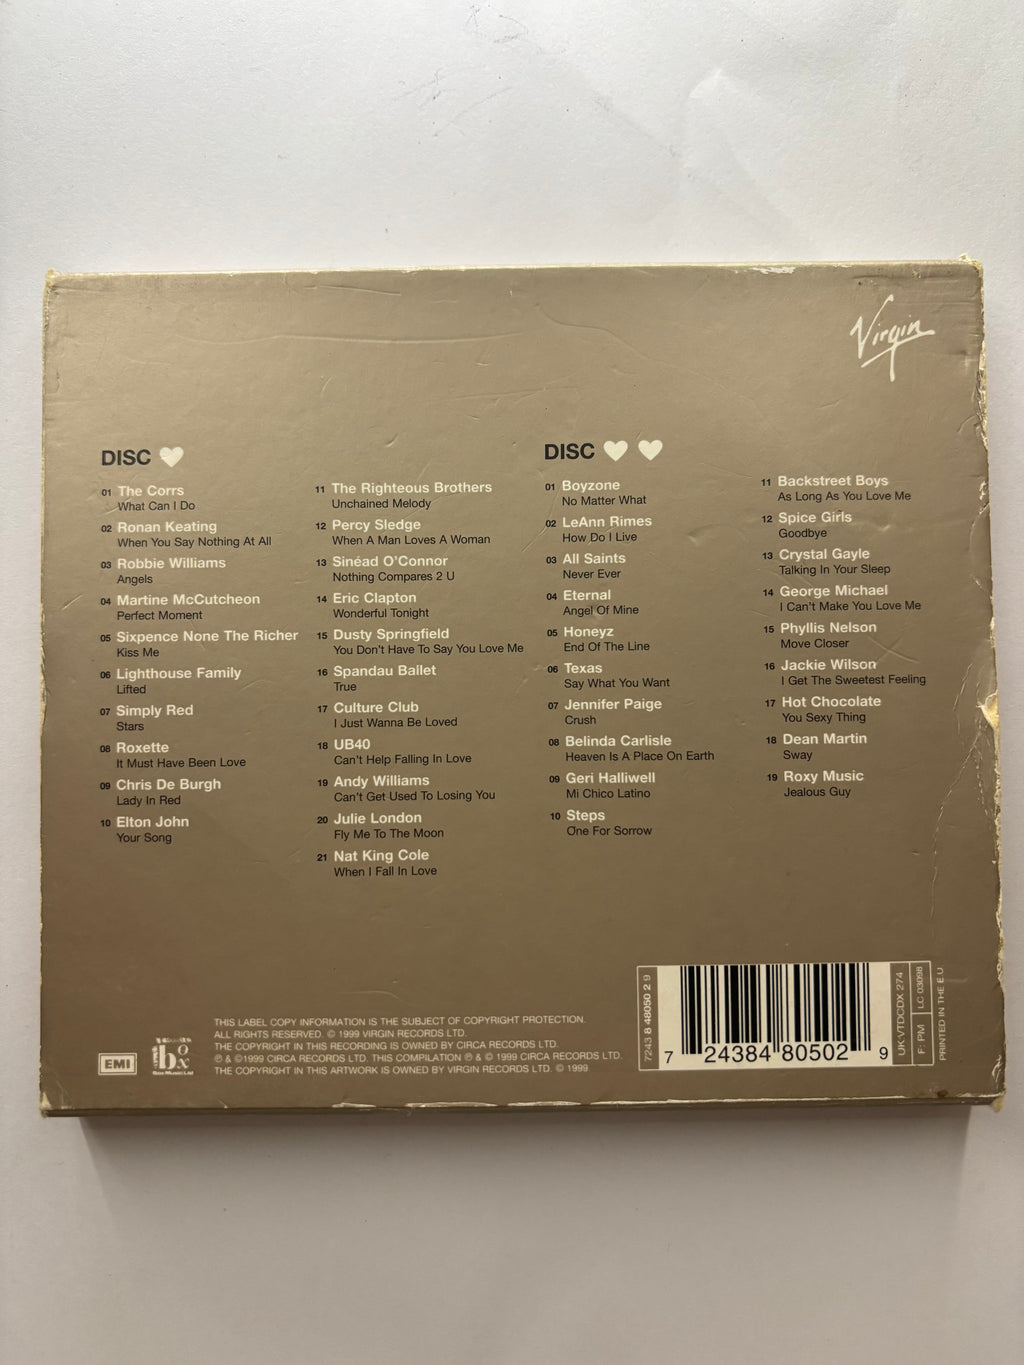 Virgin
DISC
01 The Corrs
What Can I Do
02 Ronan Keating
When You Say Nothing At All
03 Robbie Williams
Angels
04 Martine McCutcheon
Perfect Moment
05 Sixpence None The Richer
Kiss Me
06 Lighthouse Family
Lifted
07 Simply Red
Stars
08 Roxette
It Must Have Been Love
09 Chris De Burgh
Lady In Red
10 Elton John
Your Song
11 The Righteous Brothers
Unchained Melody
12 Percy Sledge
When A Man Loves A Woman
13 Sinéad O'Connor
Nothing Compares 2 U
14 Eric Clapton
Wonderful Tonight
15 Dusty Springfield
You Don't Have To Say You Love Me
16 Spandau Ballet
True
17 Culture Club
I Just Wanna Be Loved
18 UB40
Can't Help Falling In Love
19 Andy Williams
Can't Get Used To Losing You
20 Julie London
Fly Me To The Moon
21 Nat King Cole
When I Fall In Love
DISC
01 Boyzone
No Matter What
02 LeAnn Rimes
How Do I Live
03 All Saints
Never Ever
04 Eternal
Angel Of Mine
05 Honeyz
End Of The Line
06 Texas
Say What You Want
07 Jennifer Paige
Crush
08 Belinda Carlisle
Heaven Is A Place On Earth
09 Geri Halliwell
Mi Chico Latino
10 Steps
One For Sorrow
11 Backstreet Boys
As Long As You Love Me
12 Spice Girls
Goodbye
13 Crystal Gayle
Talking In Your Sleep
14 George Michael
I Can't Make You Love Me
15 Phyllis Nelson
Move Closer
16 Jackie Wilson
I Get The Sweetest Feeling
17 Hot Chocolate
You Sexy Thing
18 Dean Martin
Sway
19 Roxy Music
Jealous Guy
EMI
box
THIS LABEL COPY INFORMATION IS THE SUBJECT OF COPYRIGHT PROTECTION.
ALL RIGHTS RESERVED. © 1999 VIRGIN RECORDS LTD.
THE COPYRIGHT IN THIS RECORDING IS OWNED BY CIRCA RECORDS LTD.
℗ & ©1999 CIRCA RECORDS LTD. THIS COMPILATION ℗ & © 1999 CIRCA RECORDS LTD.
THE COPYRIGHT IN THIS ARTWORK IS OWNED BY VIRGIN RECORDS LTD. © 1999
7243 8 48050 2 9
7 24384 80502 9
UK:VTDCDX 274
F: PM LC 03098
PRINTED IN THE E.U.